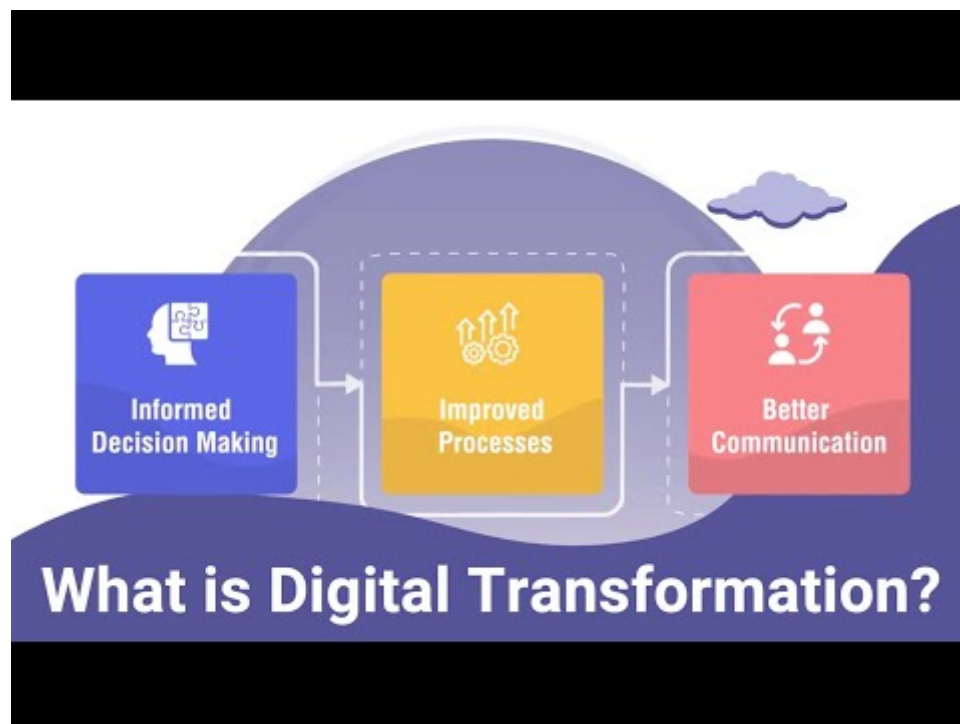 Informed
Decision Making
Improved
Processes
Better
Communication
What is Digital Transformation?